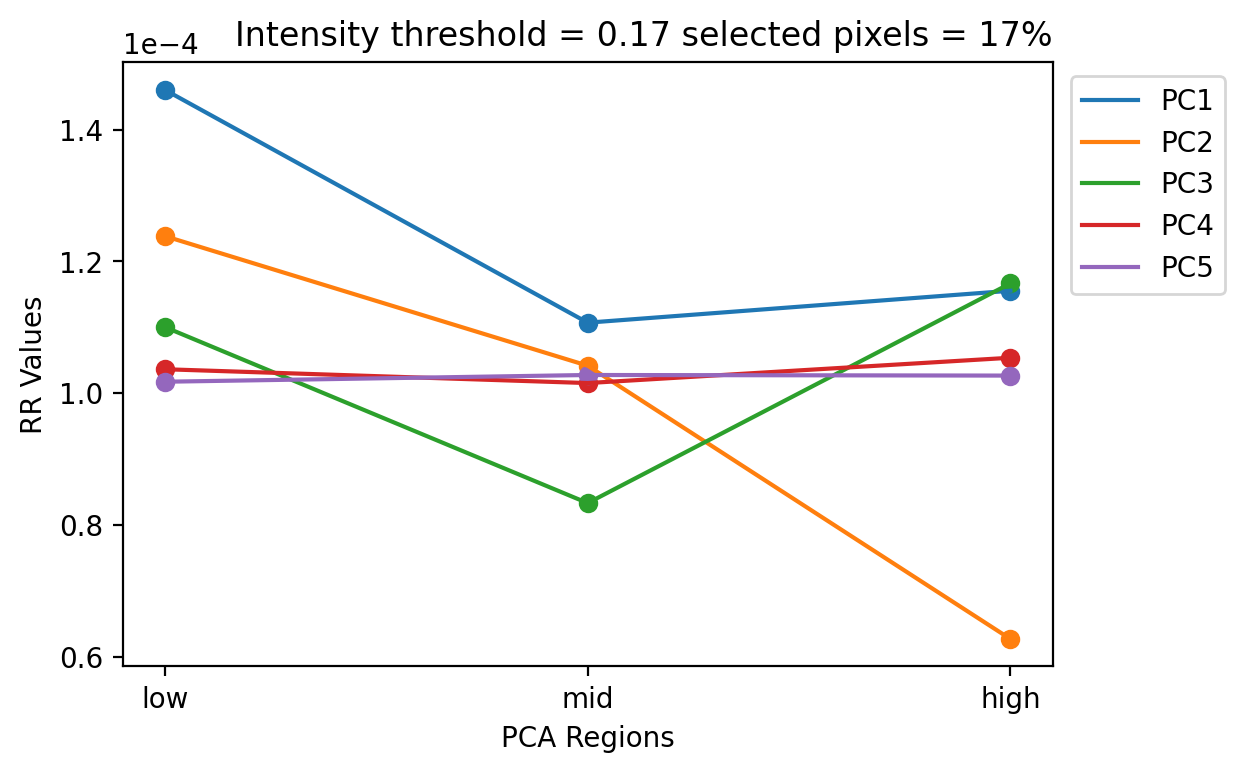 1e−4
Intensity threshold = 0.17 selected pixels = 17%
PC1
PC2
PC3
PC4
PC5
1.4
1.2
1.0
0.8
0.6
RR Values
low
mid
high
PCA Regions